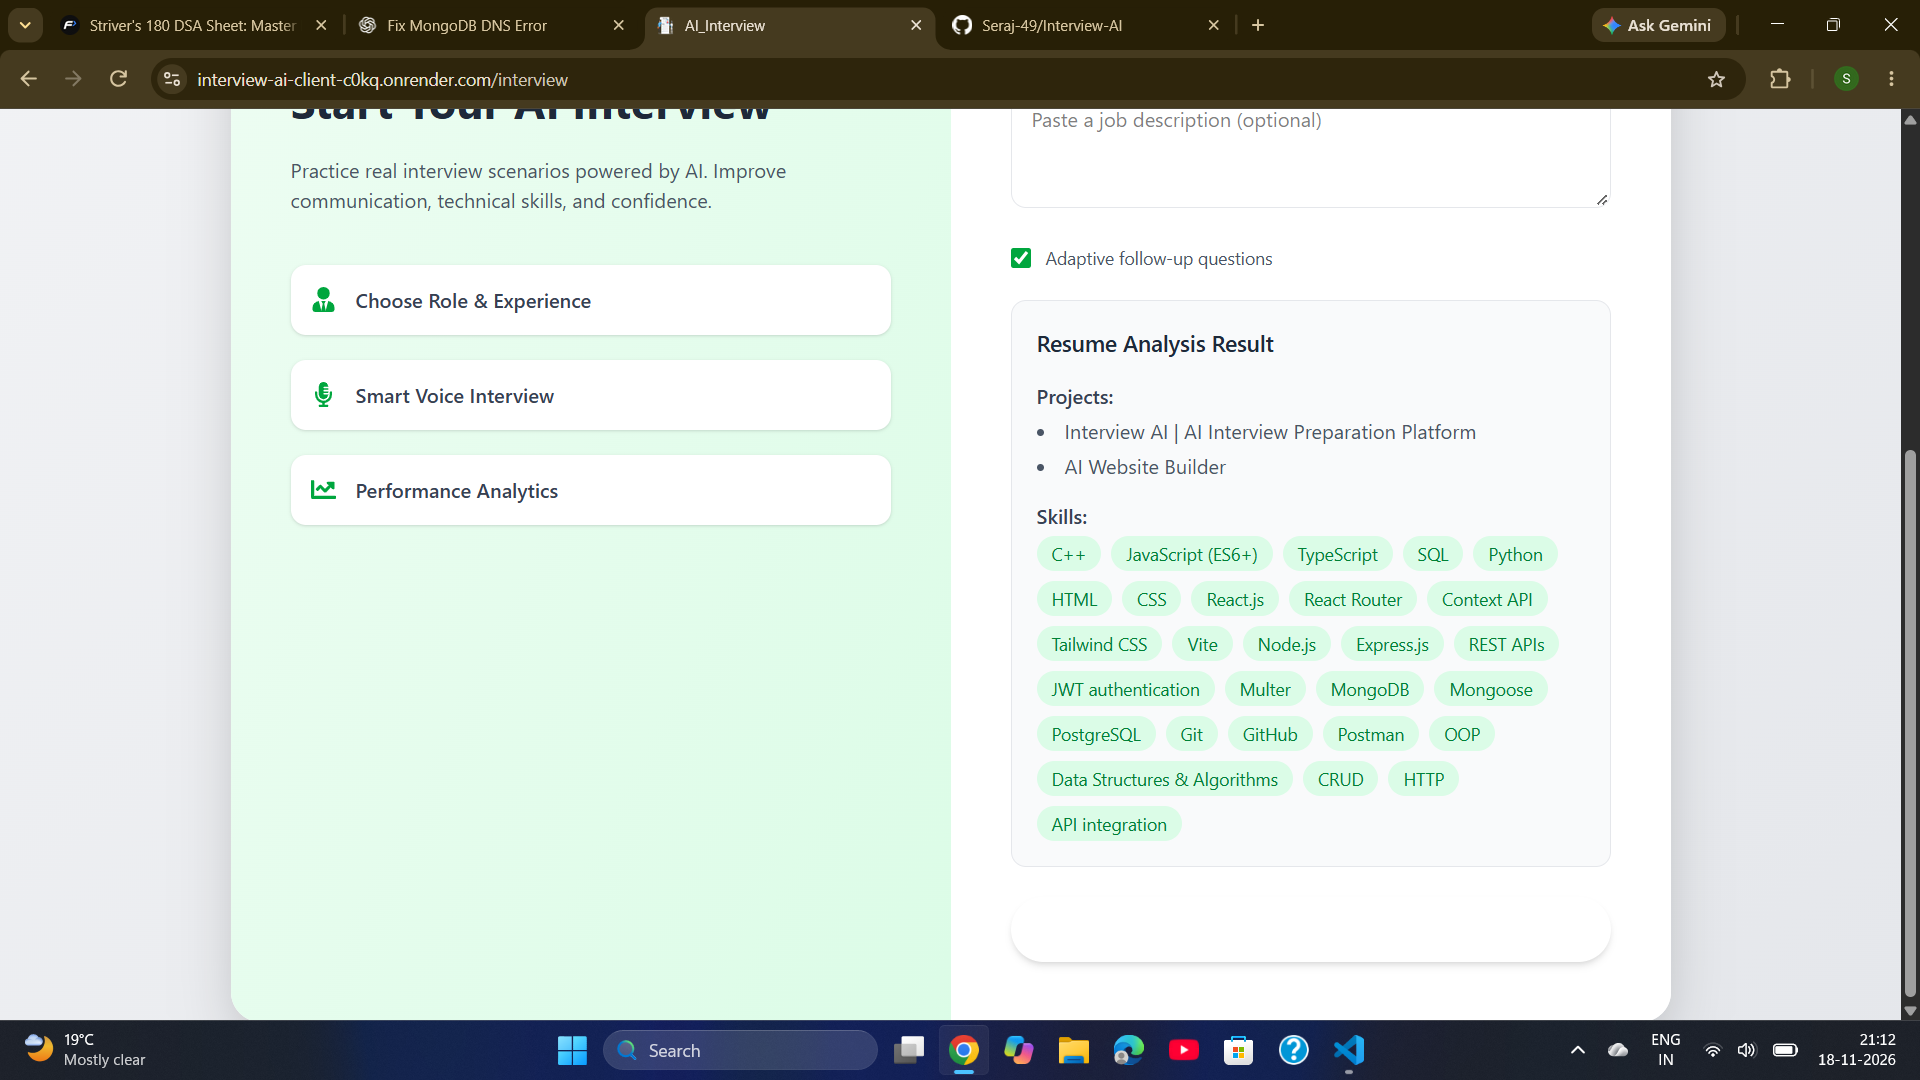 Striver's 180 DSA Sheet: Master
Fix MongoDB DNS Error
AI_Interview
Seraj-49/Interview-AI
Ask Gemini
interview-ai-client-c0kq.onrender.com/interview
S
Start Your AI Interview
Practice real interview scenarios powered by AI. Improve
communication, technical skills, and confidence.
Choose Role & Experience
Smart Voice Interview
Performance Analytics
Paste a job description (optional)
Adaptive follow-up questions
Resume Analysis Result
Projects:
Interview AI | AI Interview Preparation Platform
AI Website Builder
Skills:
C++ JavaScript (ES6+) TypeScript SQL Python
HTML CSS React.js React Router Context API
Tailwind CSS Vite Node.js Express.js REST APIs
JWT authentication Multer MongoDB Mongoose
PostgreSQL Git GitHub Postman OOP
Data Structures & Algorithms CRUD HTTP
API integration
19°C
Mostly clear
Search
ENG
IN
21:12
18-11-2026